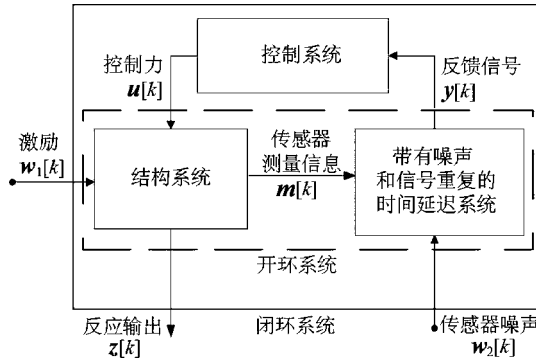 控制系统
控制力
u[k]
反馈信号
y[k]
激励
w₁[k]
结构系统
传感器
测量信息
m[k]
带有噪声
和信号重复的
时间延迟系统
开环系统
反应输出
z[k]
闭环系统
传感器噪声
w₂[k]